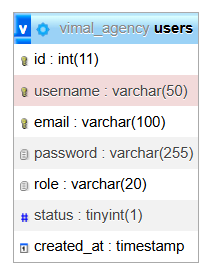 v vimal_agency users
id : int(11)
username : varchar(50)
email : varchar(100)
password : varchar(255)
role : varchar(20)
# status : tinyint(1)
created_at : timestamp